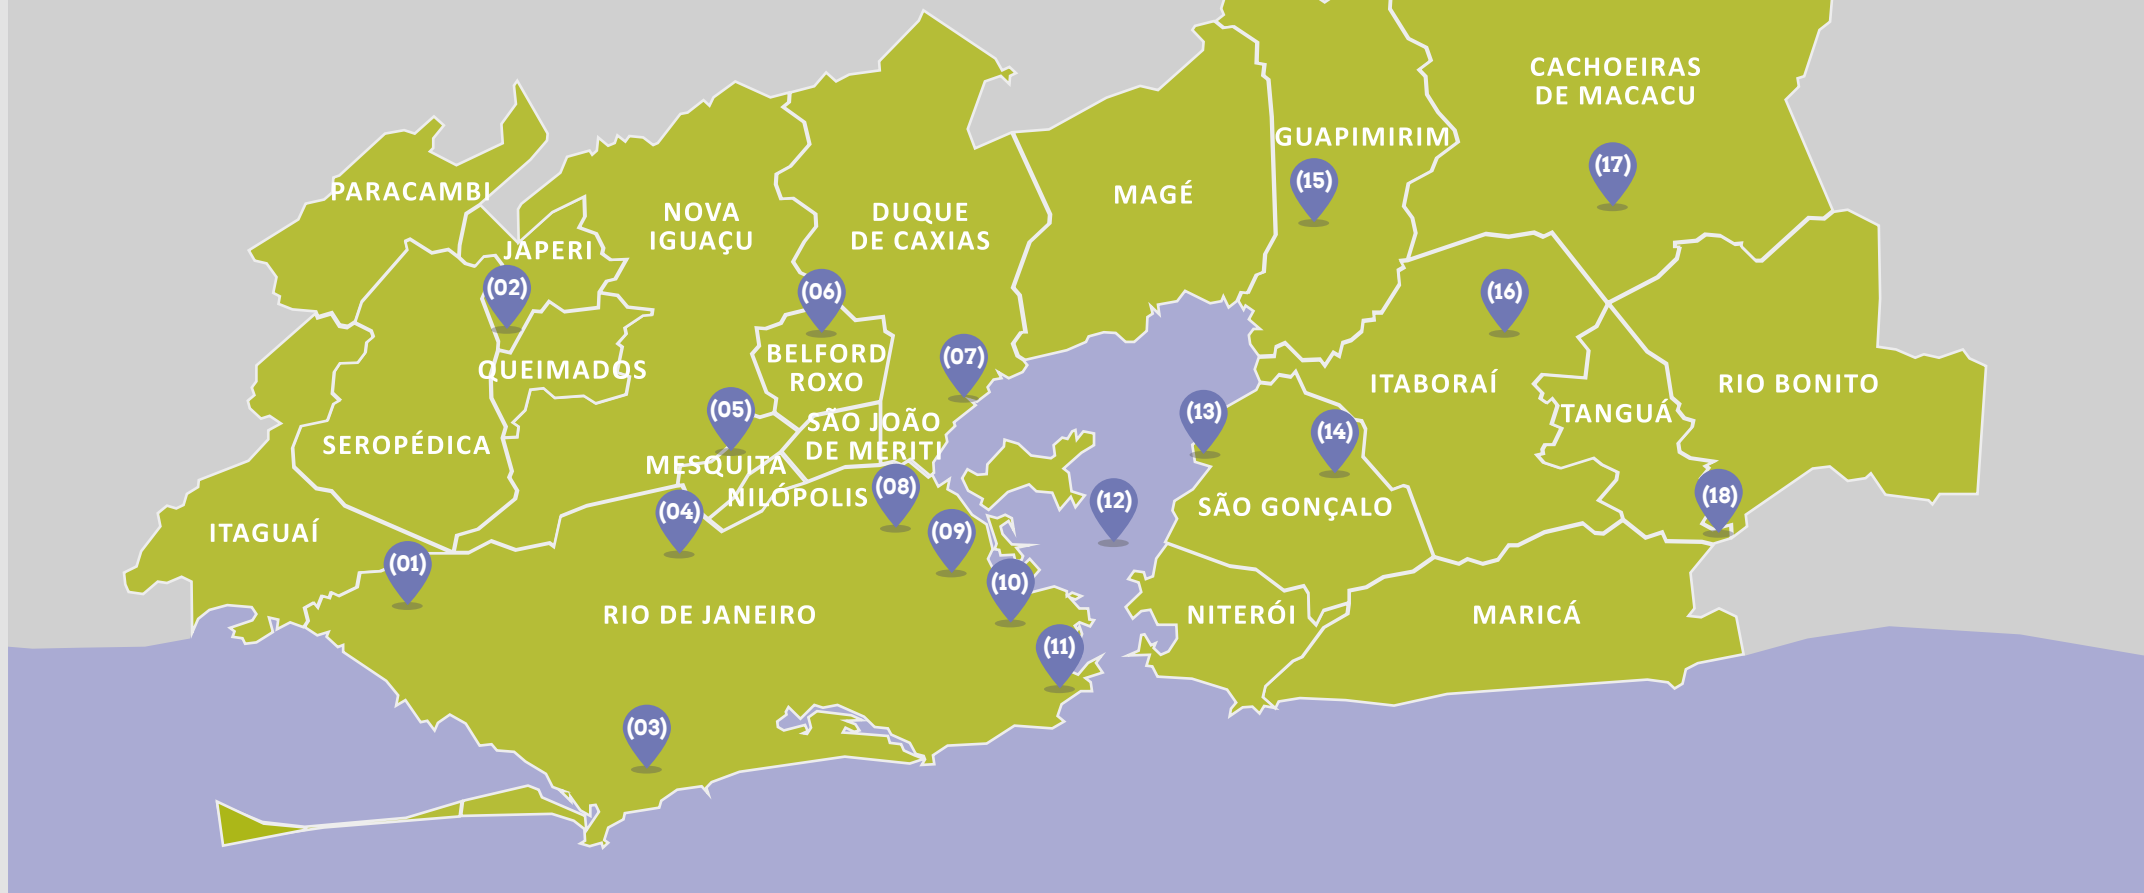 CACHOEIRAS
DE MACACU
GUAPIMIRIM
(17)
(15)
PARACAMBI
MAGÉ
NOVA
IGUAÇU
DUQUE
DE CAXIAS
JAPERI
(02)
(06)
(16)
QUEIMADOS
BELFORD
ROXO
(07)
ITABORAÍ
RIO BONITO
TANGUÁ
(05)
(13)
(14)
SÃO JOÃO
DE MERITI
SEROPÉDICA
MESQUITA
NILÓPOLIS
(08)
(12)
SÃO GONÇALO
(18)
(04)
(09)
ITAGUAÍ
(01)
(10)
RIO DE JANEIRO
NITERÓI
MARICÁ
(11)
(03)